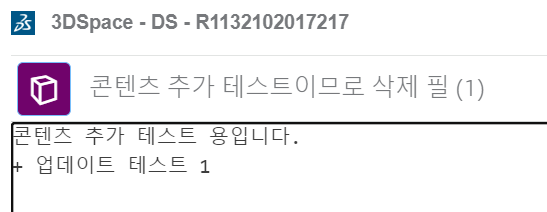 3DSpace - DS - R1132102017217
콘텐츠 추가 테스트이므로 삭제 필 (1)
콘텐츠 추가 테스트 용입니다.
+ 업데이트 테스트 1